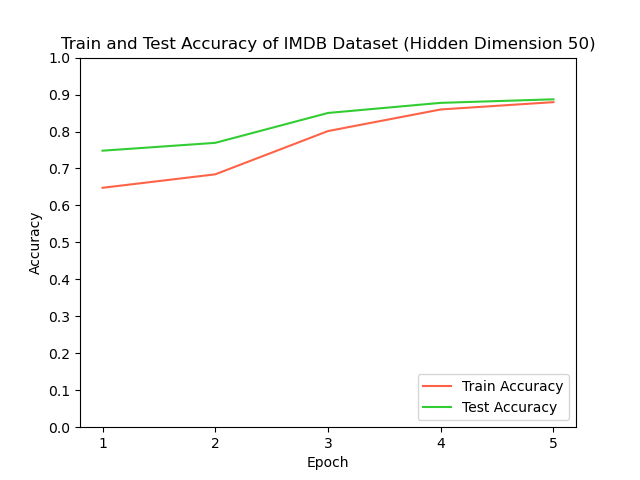 Train and Test Accuracy of IMDB Dataset (Hidden Dimension 50)
1.0
0.9
0.8
0.7
0.6
0.5
0.4
0.3
0.2
0.1
0.0
Accuracy
Train Accuracy
Test Accuracy
1 2 3 4 5
Epoch